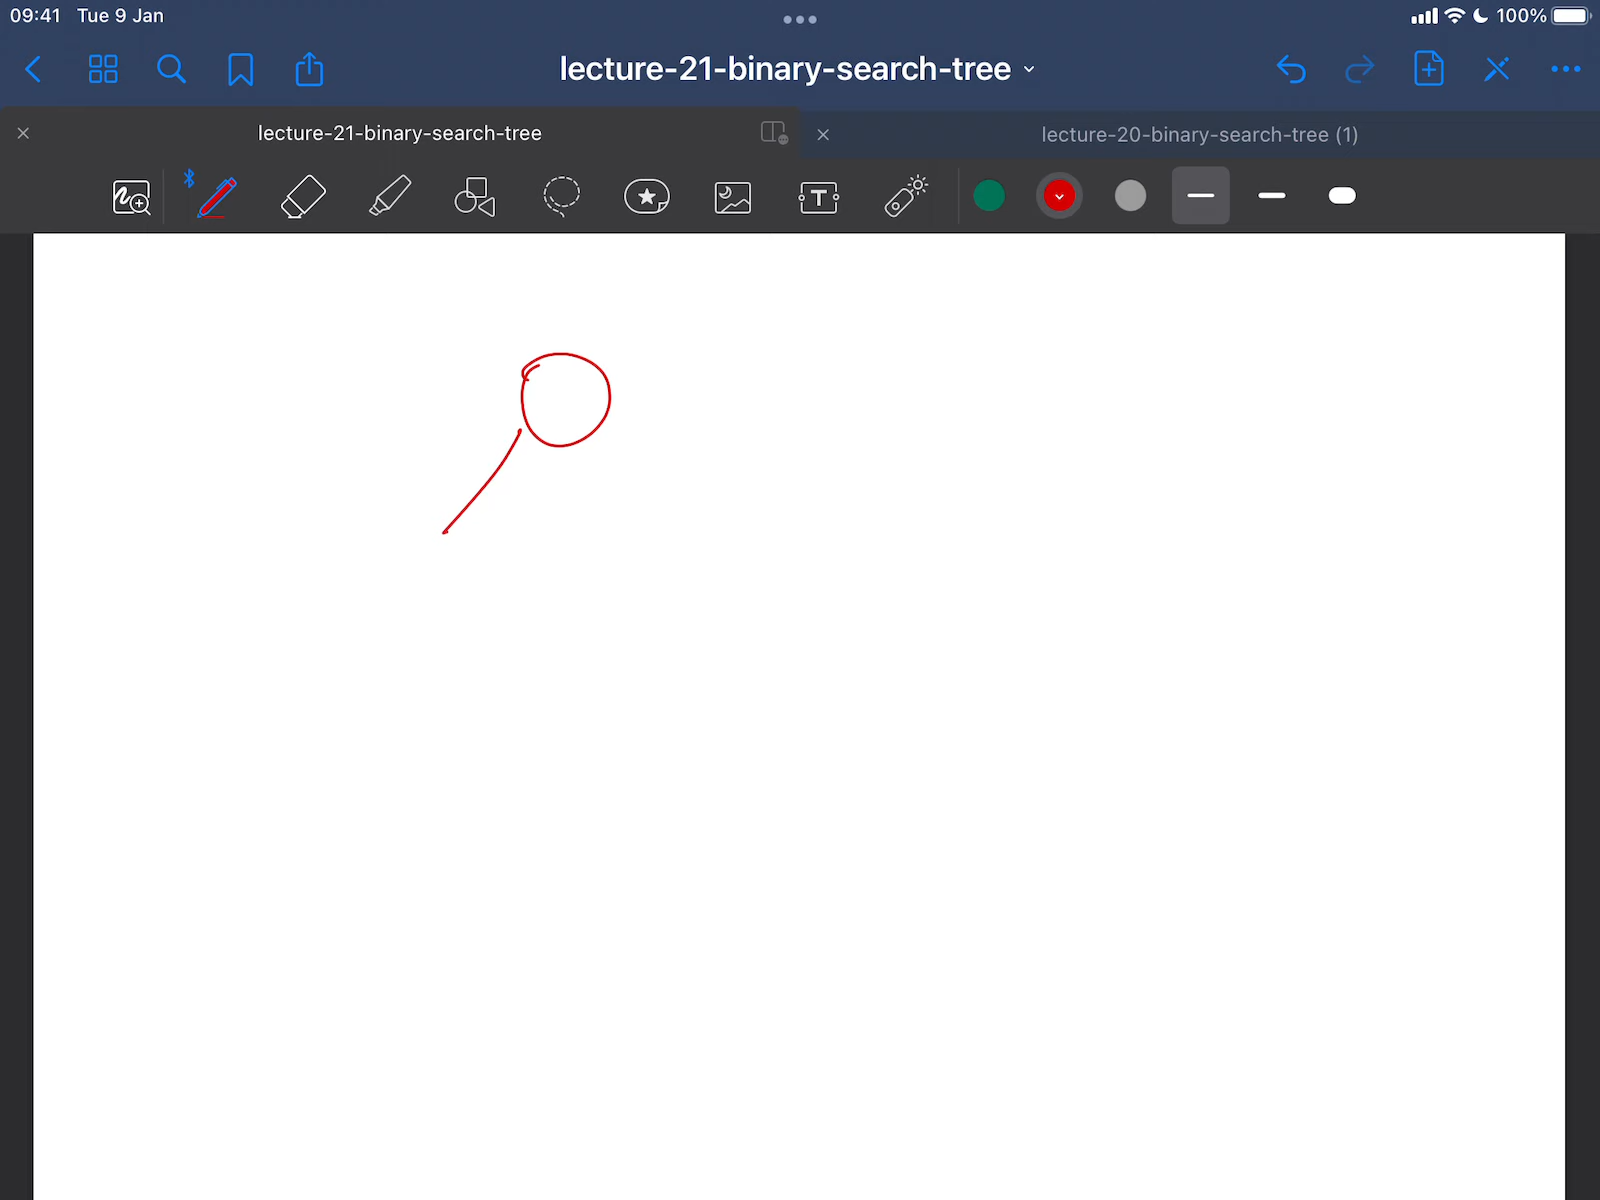 09:41 Tue 9 Jan
100%
lecture-21-binary-search-tree
lecture-21-binary-search-tree
lecture-20-binary-search-tree (1)
T